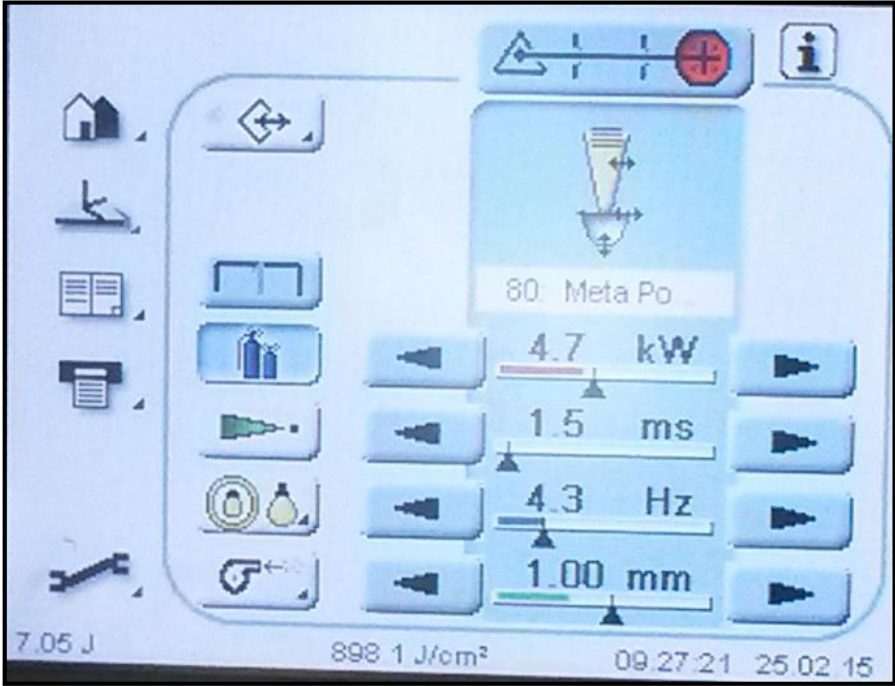 i
80. Meta Po...
4.7 kW
1.5 ms
4.3 Hz
1.00 mm
7.05 J 898.1 J/cm² 09:27:21 25.02.15